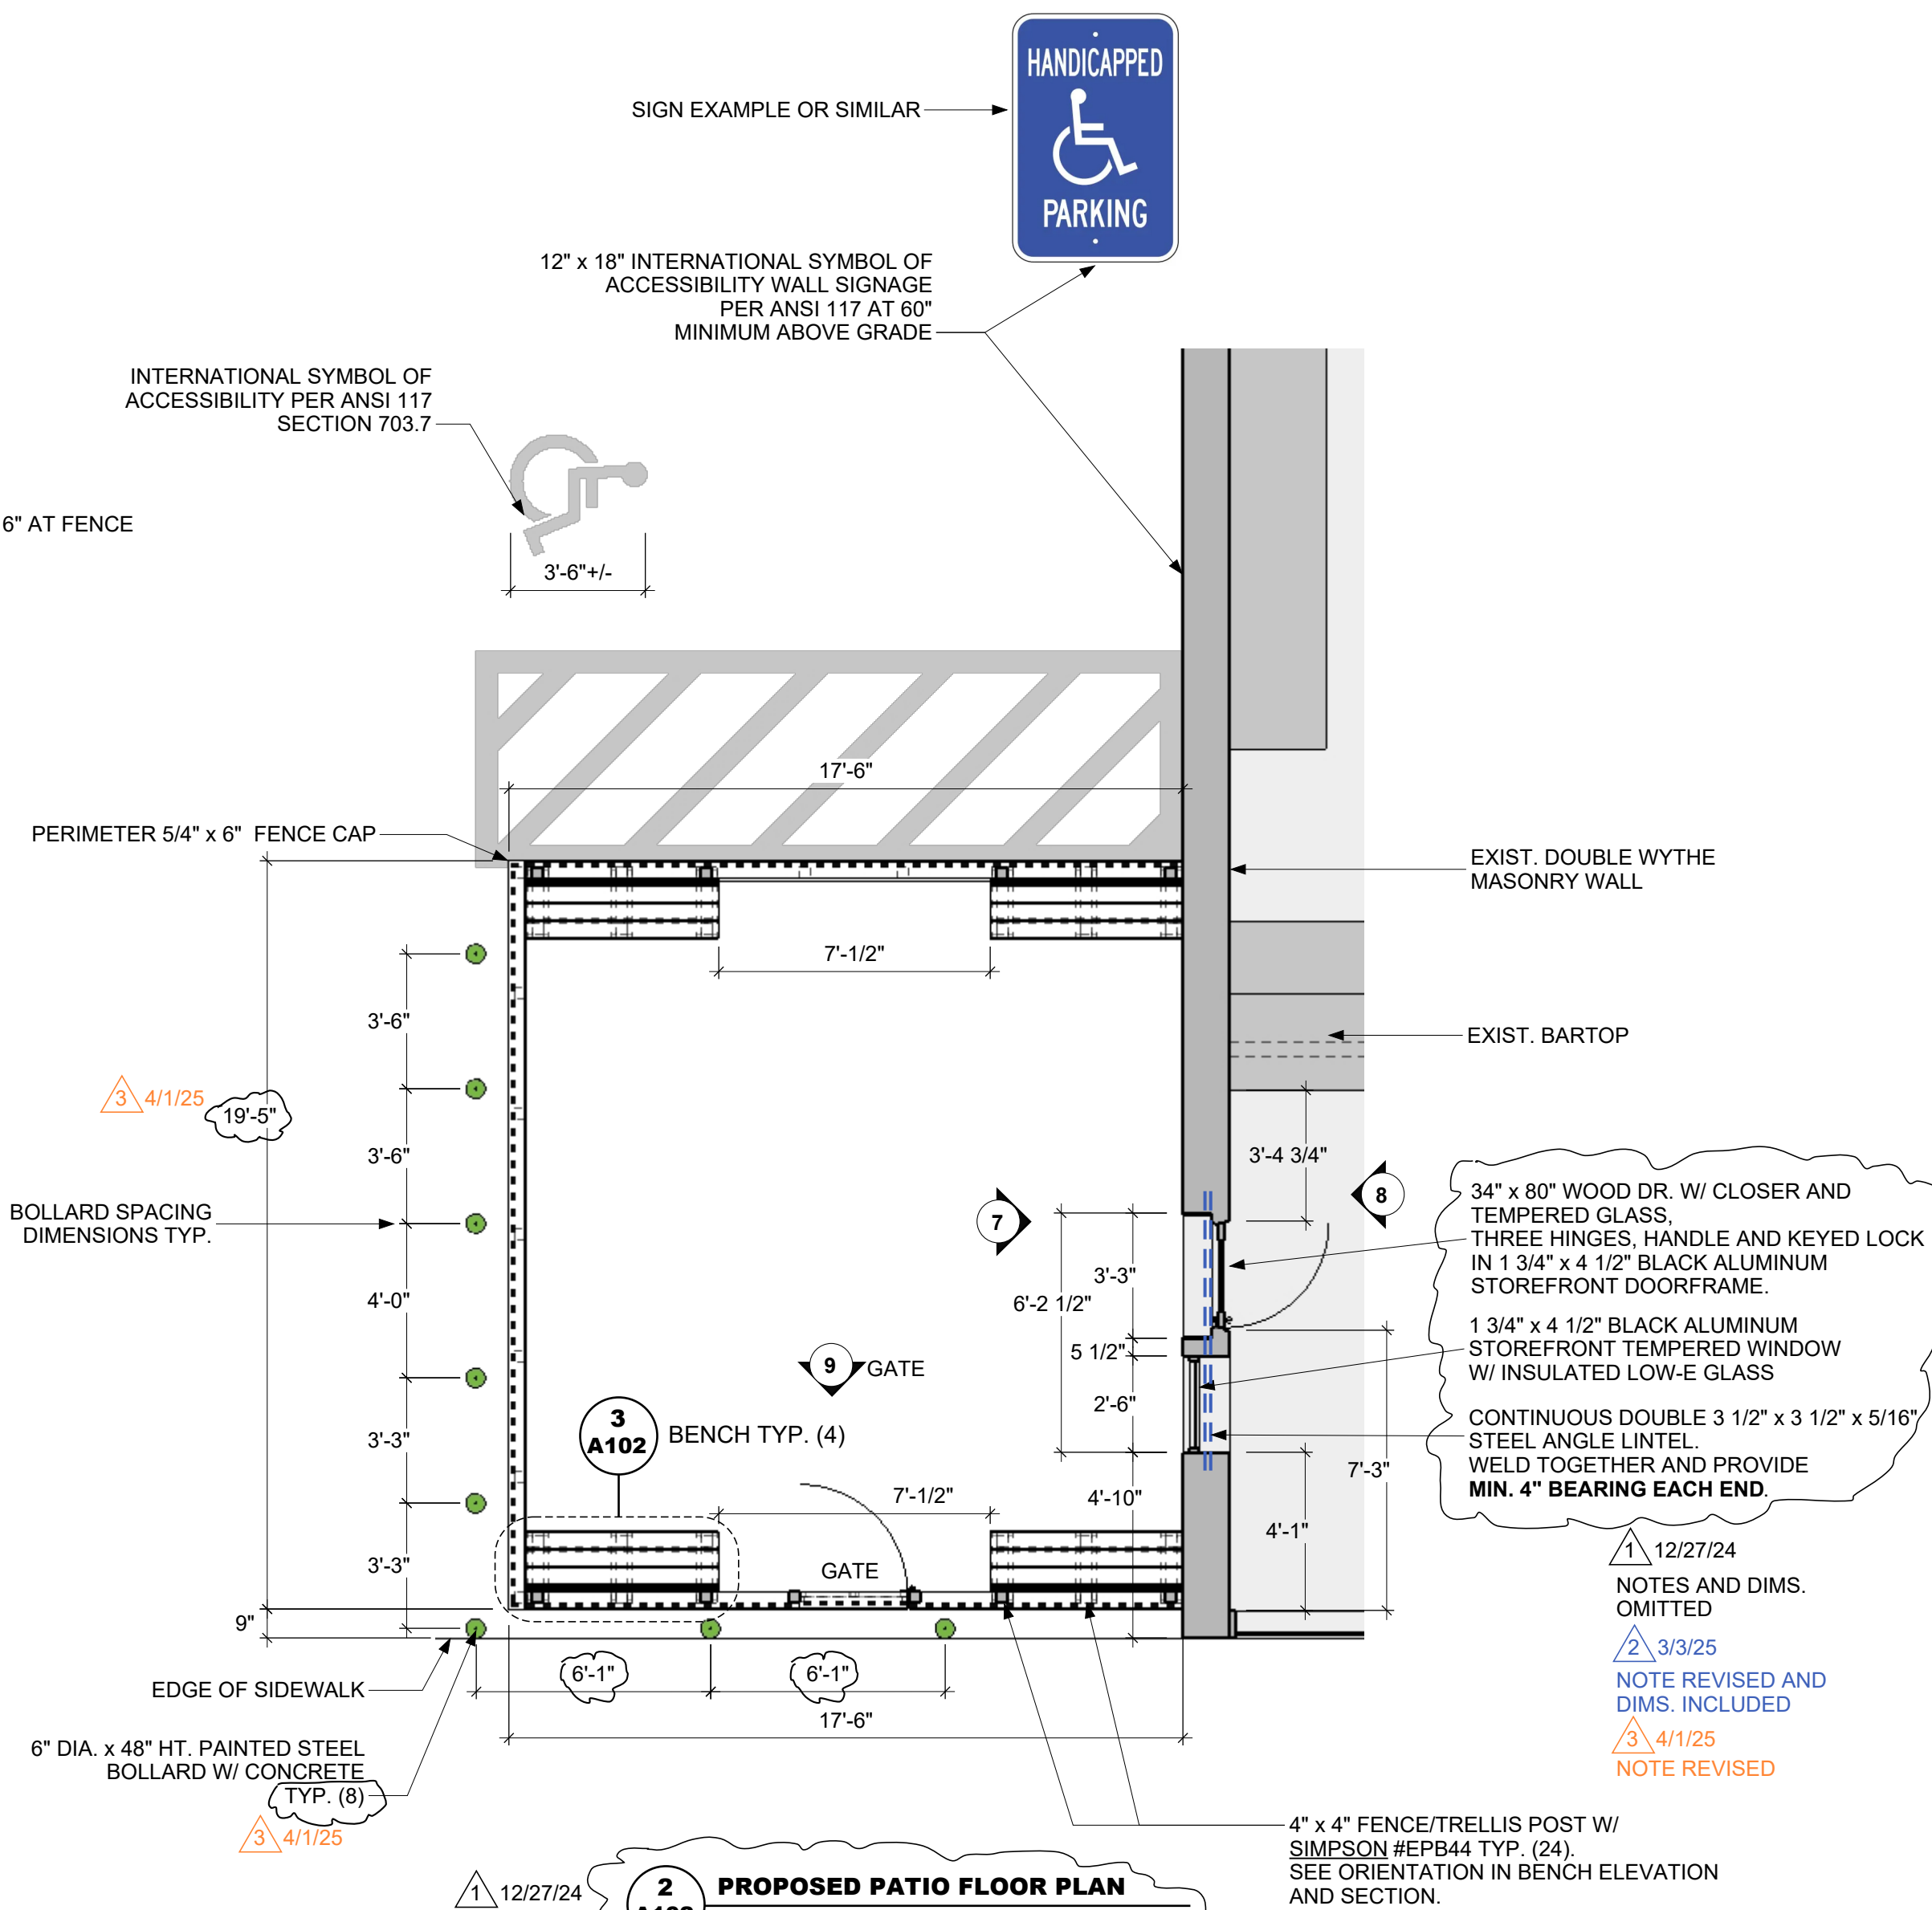 HANDICAPPED
PARKING
SIGN EXAMPLE OR SIMILAR
12" x 18" INTERNATIONAL SYMBOL OF
ACCESSIBILITY WALL SIGNAGE
PER ANSI 117 AT 60"
MINIMUM ABOVE GRADE
INTERNATIONAL SYMBOL OF
ACCESSIBILITY PER ANSI 117
SECTION 703.7
6" AT FENCE
3'-6"+/-
17'-6"
PERIMETER 5/4" x 6" FENCE CAP
EXIST. DOUBLE WYTHE
MASONRY WALL
7'-1/2"
3'-6"
EXIST. BARTOP
3 4/1/25
19'-5"
3'-6"
3'-4 3/4"
BOLLARD SPACING
DIMENSIONS TYP.
7
8
34" x 80" WOOD DR. W/ CLOSER AND
TEMPERED GLASS,
THREE HINGES, HANDLE AND KEYED LOCK
IN 1 3/4" x 4 1/2" BLACK ALUMINUM
STOREFRONT DOORFRAME.
1 3/4" x 4 1/2" BLACK ALUMINUM
STOREFRONT TEMPERED WINDOW
W/ INSULATED LOW-E GLASS
CONTINUOUS DOUBLE 3 1/2" x 3 1/2" x 5/16"
STEEL ANGLE LINTEL.
WELD TOGETHER AND PROVIDE
MIN. 4" BEARING EACH END.
4'-0"
3'-3"
6'-2 1/2"
5 1/2"
2'-6"
9 GATE
3
A102
BENCH TYP. (4)
3'-3"
7'-3"
7'-1/2"
4'-10"
4'-1"
3'-3"
GATE
9"
1 12/27/24
NOTES AND DIMS.
OMITTED
2 3/3/25
NOTE REVISED AND
DIMS. INCLUDED
3 4/1/25
NOTE REVISED
6'-1"
6'-1"
EDGE OF SIDEWALK
17'-6"
6" DIA. x 48" HT. PAINTED STEEL
BOLLARD W/ CONCRETE
TYP. (8)
3 4/1/25
4" x 4" FENCE/TRELLIS POST W/
SIMPSON #EPB44 TYP. (24).
SEE ORIENTATION IN BENCH ELEVATION
AND SECTION.
1 12/27/24
2
PROPOSED PATIO FLOOR PLAN